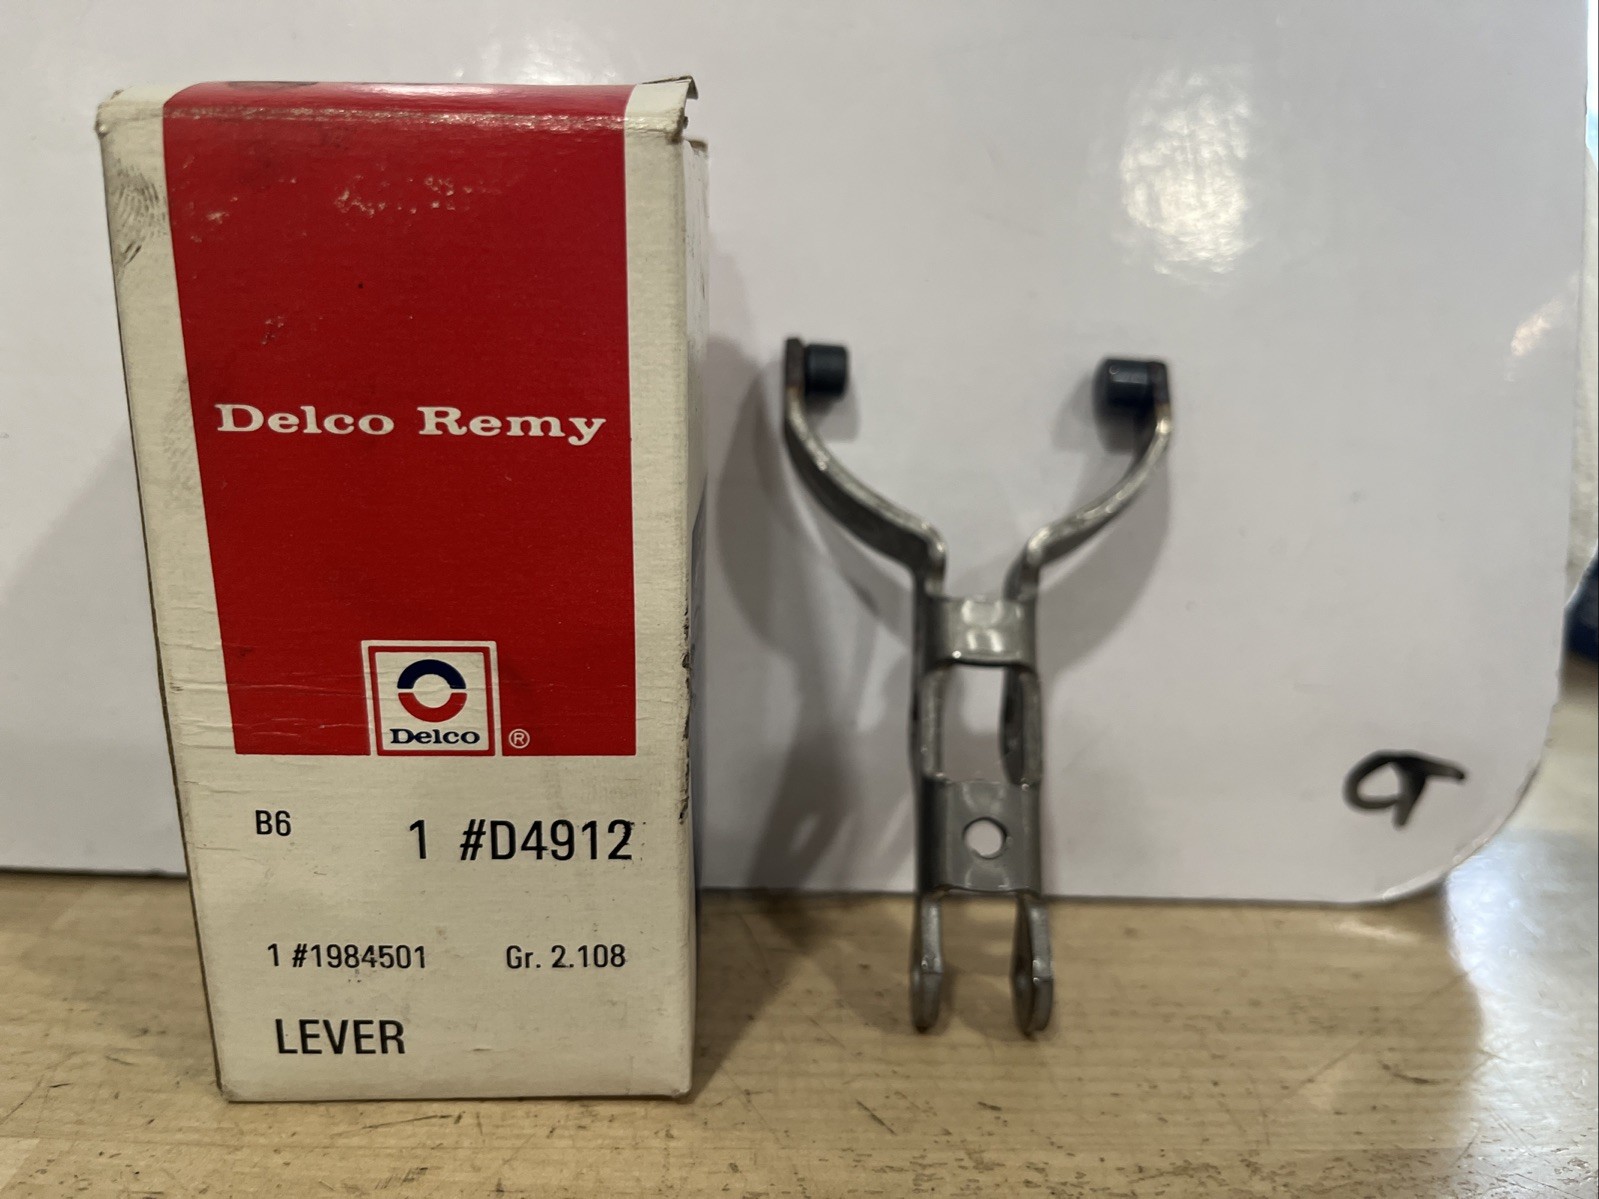 Delco Remy
Delco ®
B6 1 #D4912
1 #1984501 Gr. 2.108
LEVER